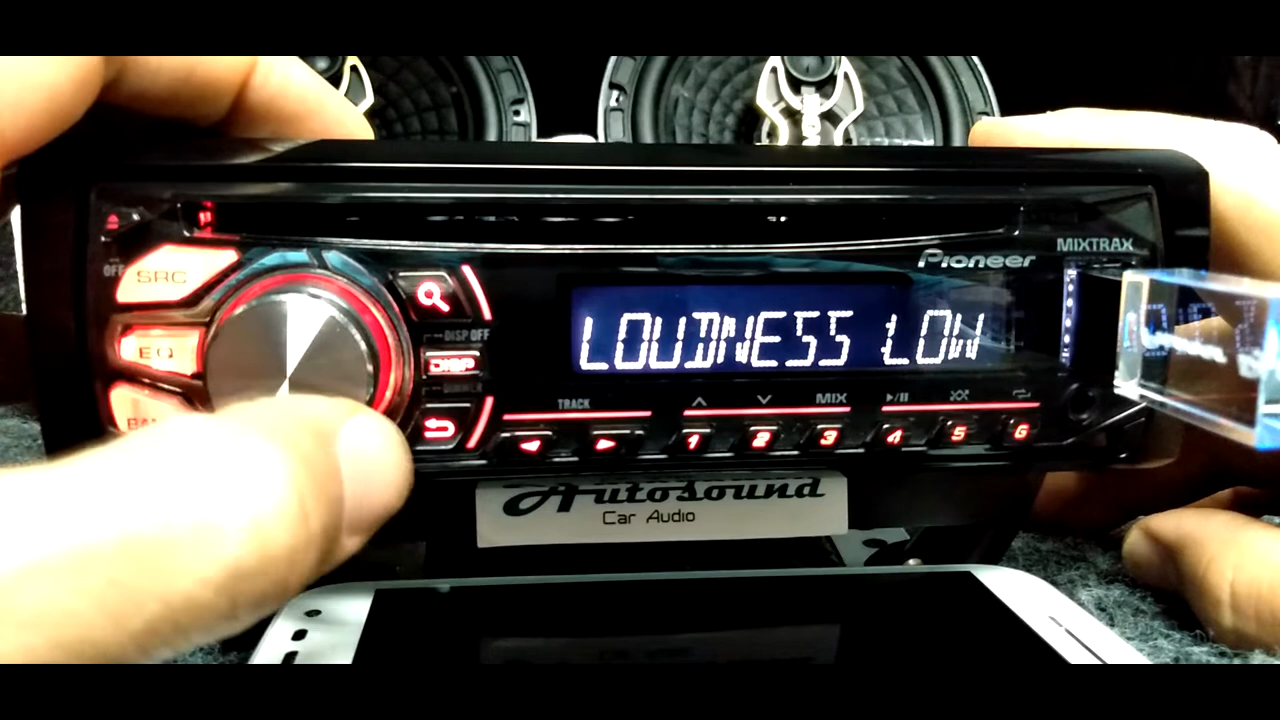 MIXTRAX
Pioneer
OFF
SRC
DISP OFF
LOUDNESS LOW
EQ
DISP
TRACK
MIX
1 2 3 4 5 6
Autosound
Car Audio